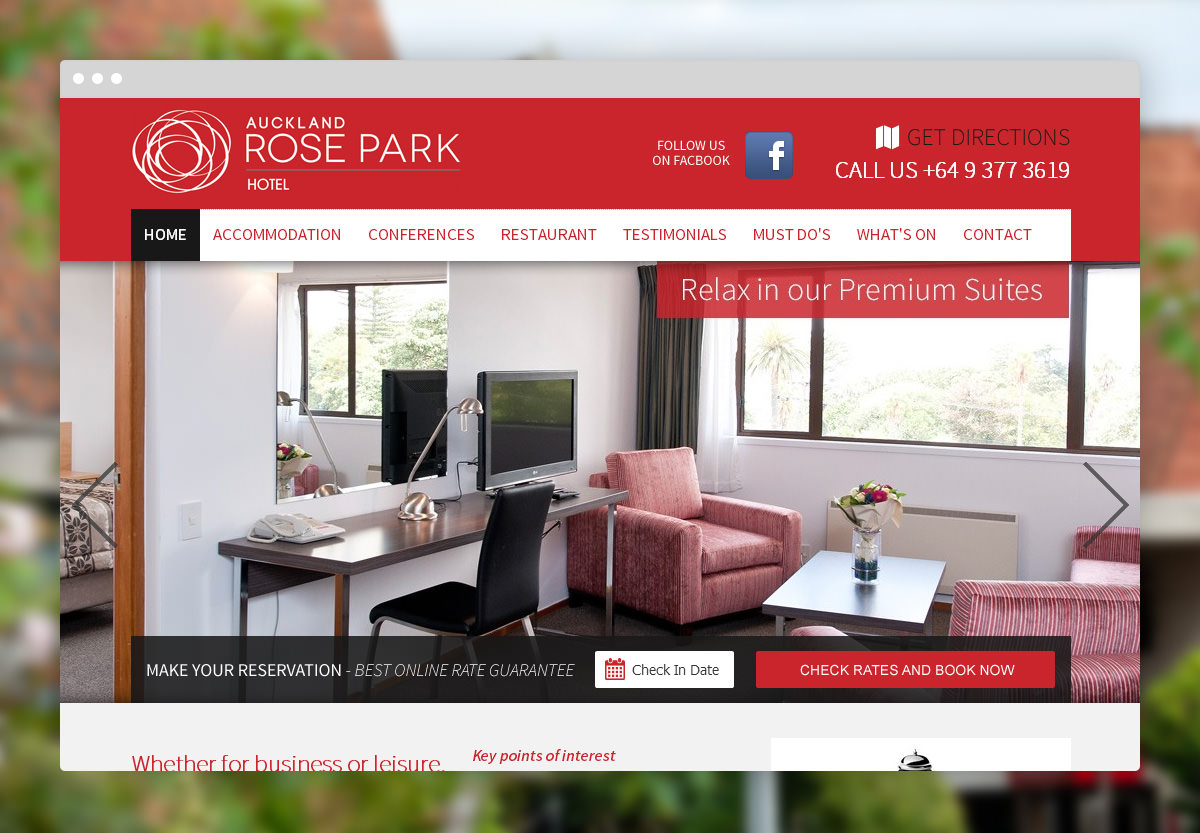 AUCKLAND
ROSE PARK
HOTEL
FOLLOW US
ON FACBOOK
f
GET DIRECTIONS
CALL US +64 9 377 3619
HOME ACCOMMODATION CONFERENCES RESTAURANT TESTIMONIALS MUST DO'S WHAT'S ON CONTACT
Relax in our Premium Suites
MAKE YOUR RESERVATION - BEST ONLINE RATE GUARANTEE Check In Date CHECK RATES AND BOOK NOW
Whether for business or leisure, Key points of interest